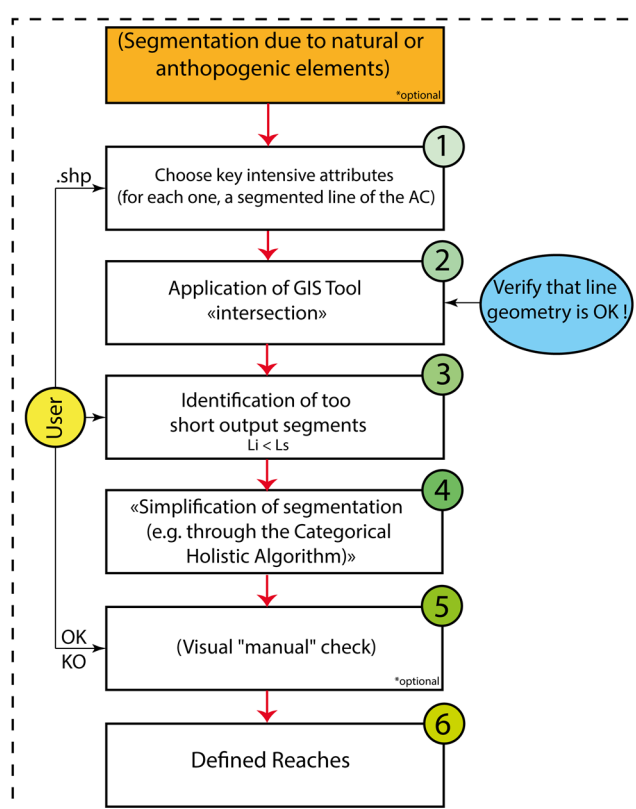 (Segmentation due to natural or
anthopogenic elements)
*optional
1
.shp
Choose key intensive attributes
(for each one, a segmented line of the AC)
2
Application of GIS Tool
«intersection»
Verify that line
geometry is OK !
3
Identification of too
short output segments
Li < Ls
User
4
«Simplification of segmentation
(e.g. through the Categorical
Holistic Algorithm)»
5
OK
KO
(Visual "manual" check)
*optional
6
Defined Reaches